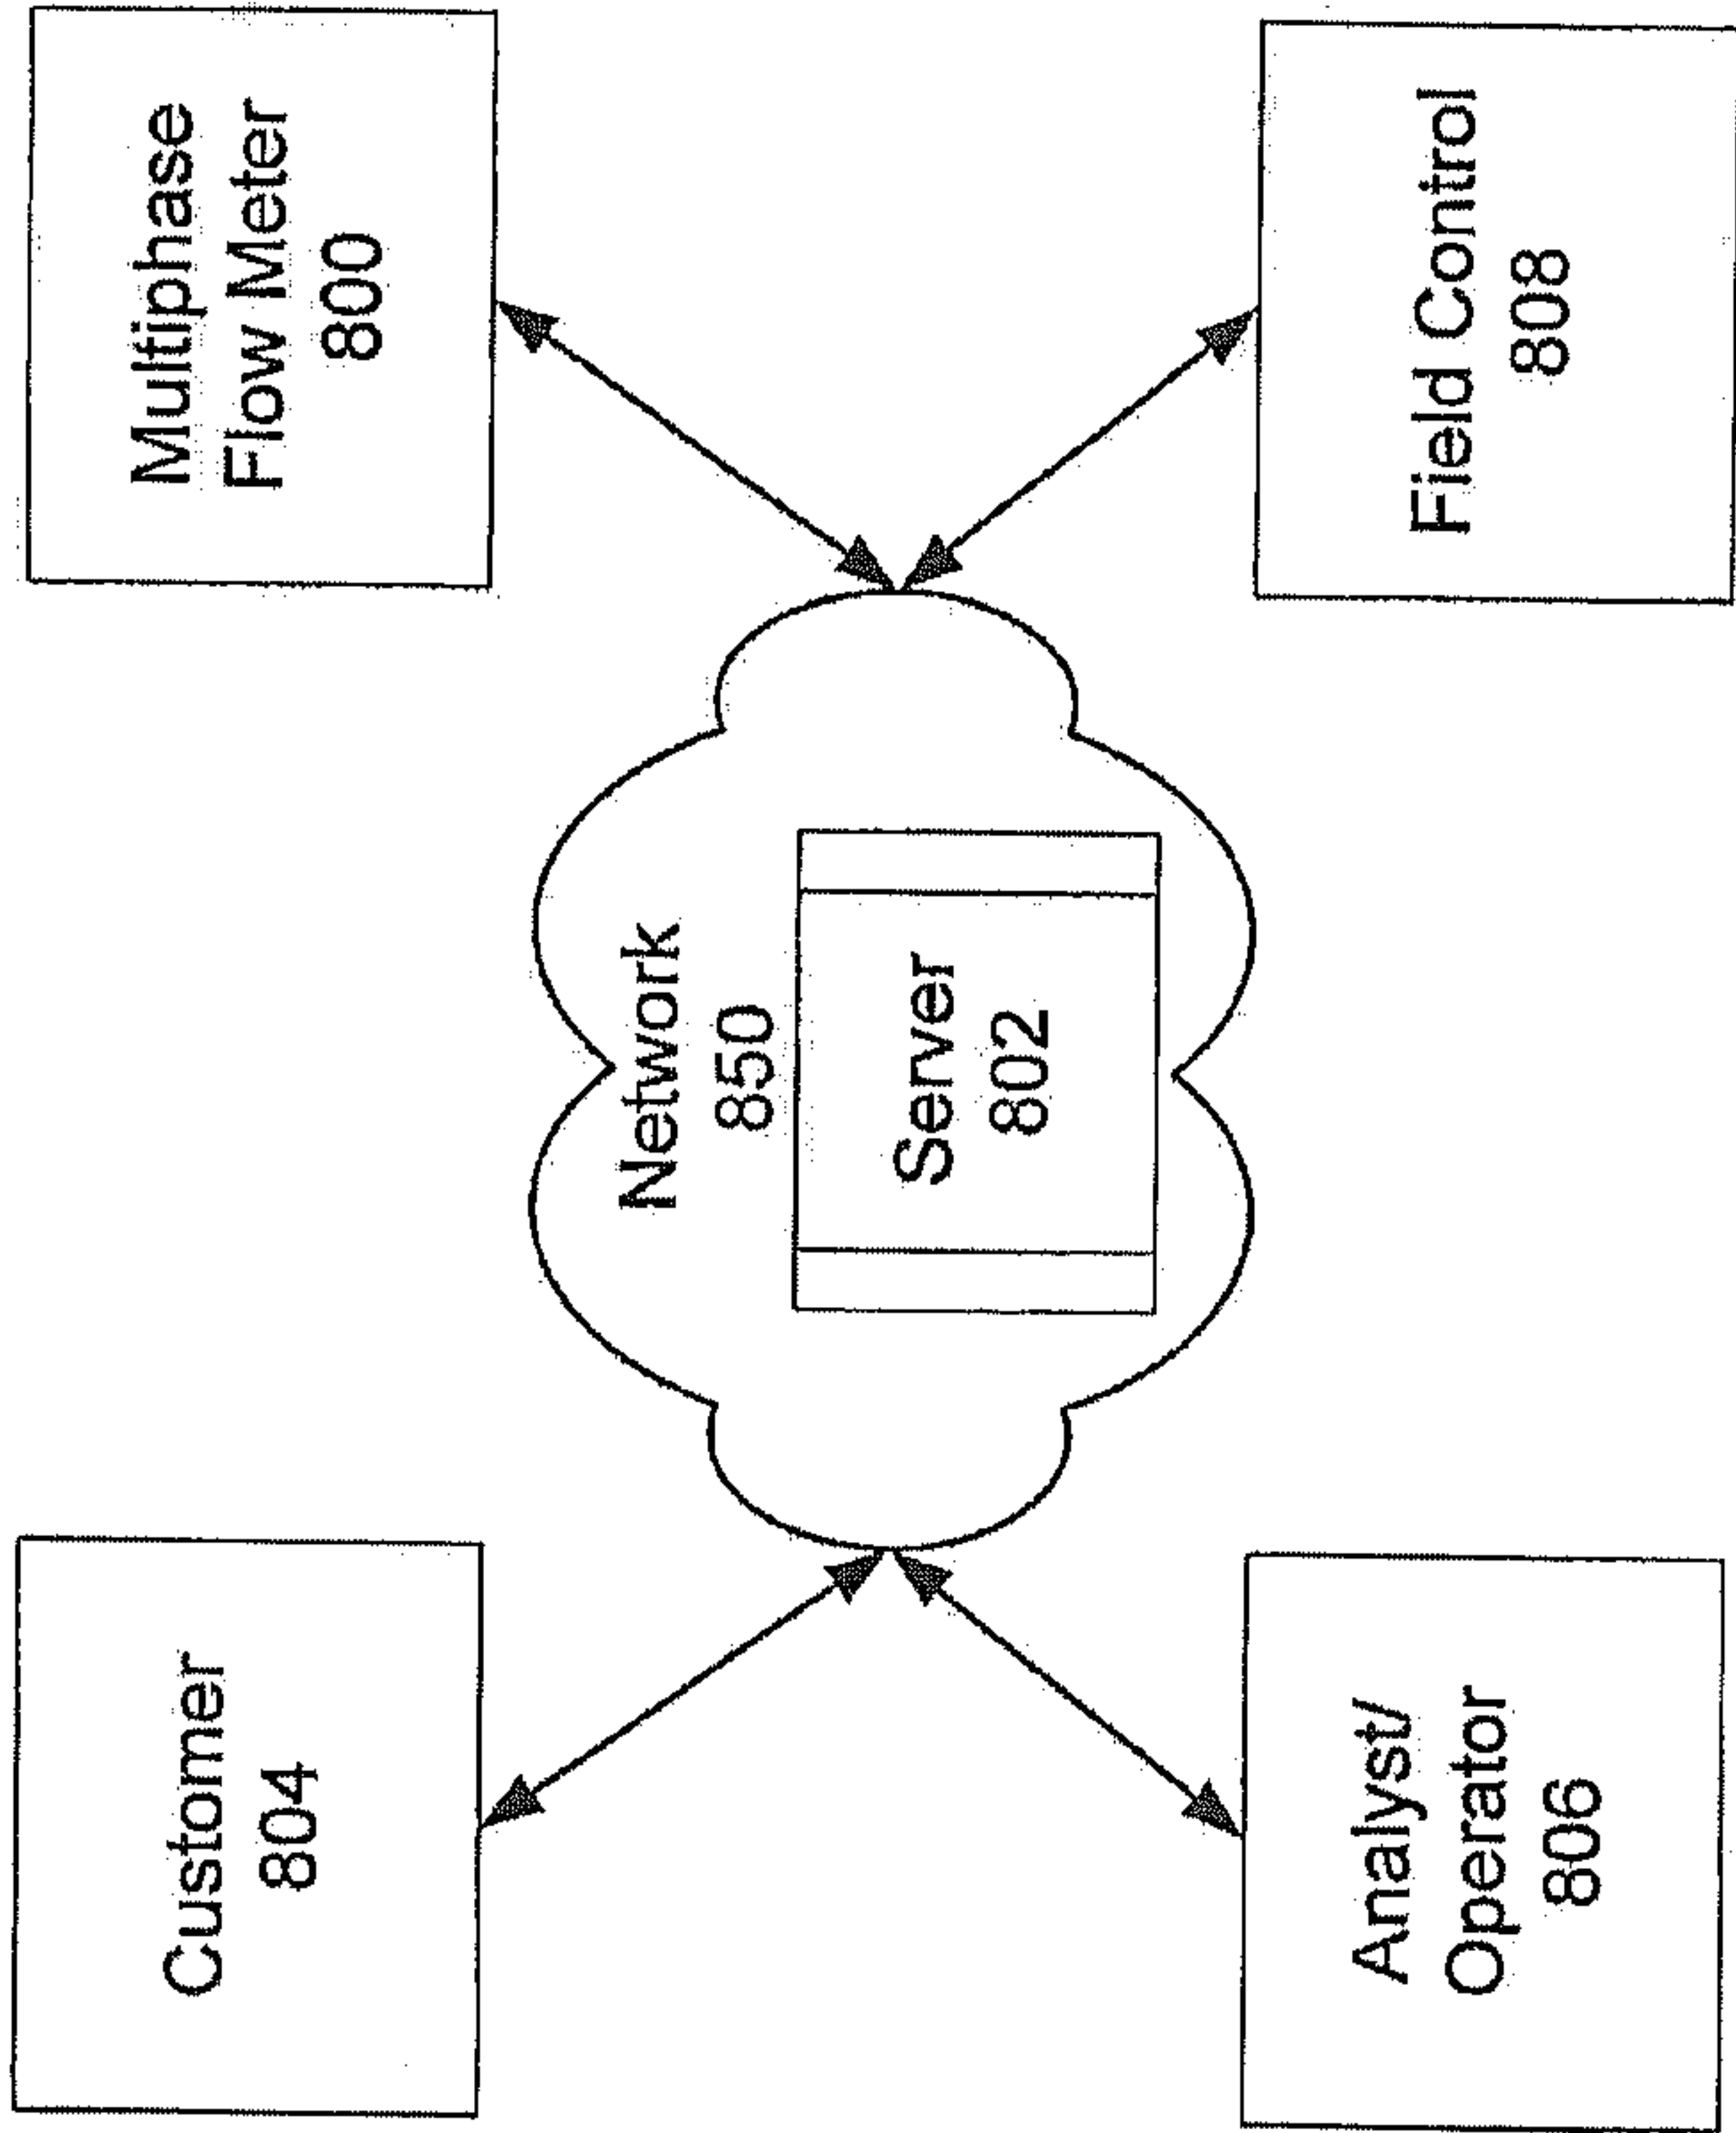 Customer
804
Multiphase
Flow Meter
800
Network
850
Server
802
Analyst/
Operator
806
Field Control
808